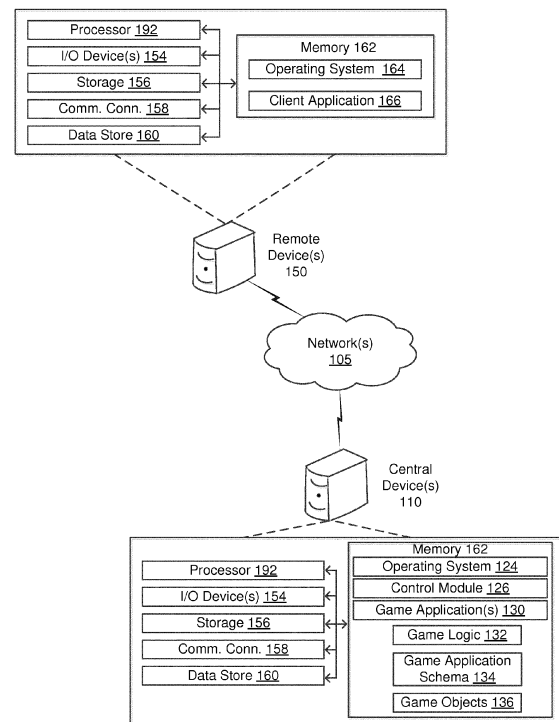 Processor 192
I/O Device(s) 154
Storage 156
Comm. Conn. 158
Data Store 160
Memory 162
Operating System 164
Client Application 166
Remote
Device(s)
150
Network(s)
105
Central
Device(s)
110
Processor 192
I/O Device(s) 154
Storage 156
Comm. Conn. 158
Data Store 160
Memory 162
Operating System 124
Control Module 126
Game Application(s) 130
Game Logic 132
Game Application
Schema 134
Game Objects 136